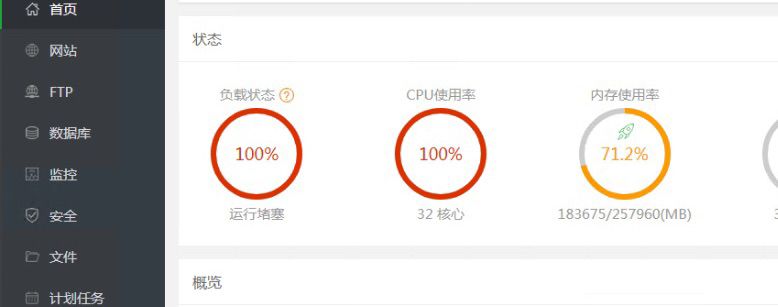 首页
网站
FTP
数据库
监控
安全
文件
计划任务
状态
负载状态 ?
CPU使用率
内存使用率
100%
100%
71.2%
运行堵塞
32 核心
183675/257960(MB)
概览